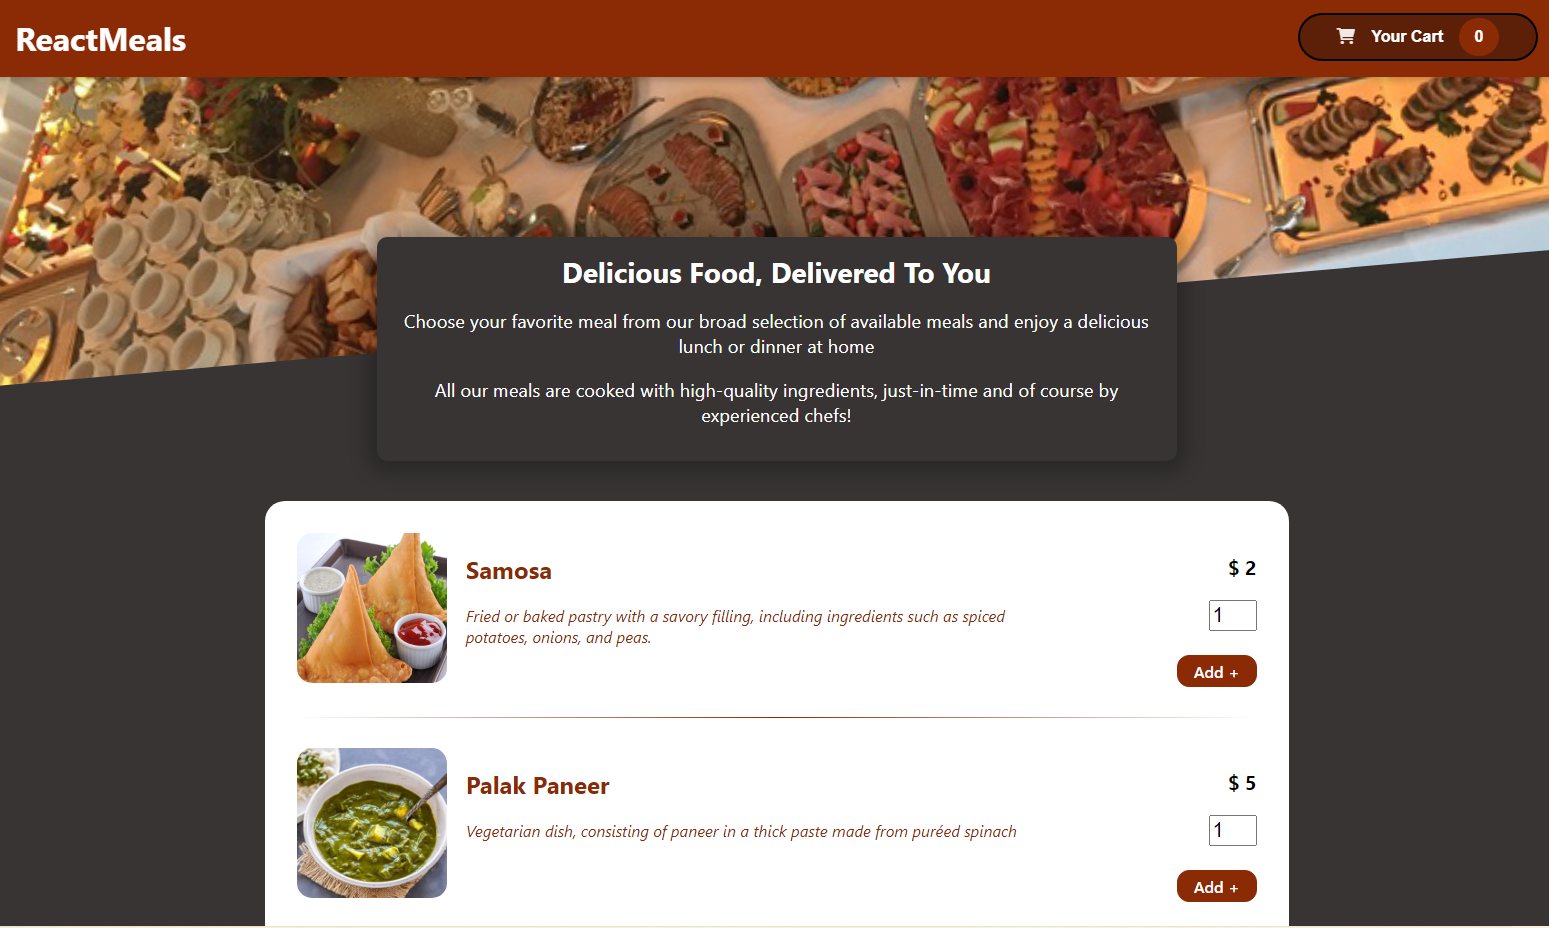 ReactMeals
Your Cart 0
Delicious Food, Delivered To You
Choose your favorite meal from our broad selection of available meals and enjoy a delicious
lunch or dinner at home
All our meals are cooked with high-quality ingredients, just-in-time and of course by
experienced chefs!
Samosa
Fried or baked pastry with a savory filling, including ingredients such as spiced
potatoes, onions, and peas.
$ 2
1
Add +
Palak Paneer
Vegetarian dish, consisting of paneer in a thick paste made from puréed spinach
$ 5
1
Add +